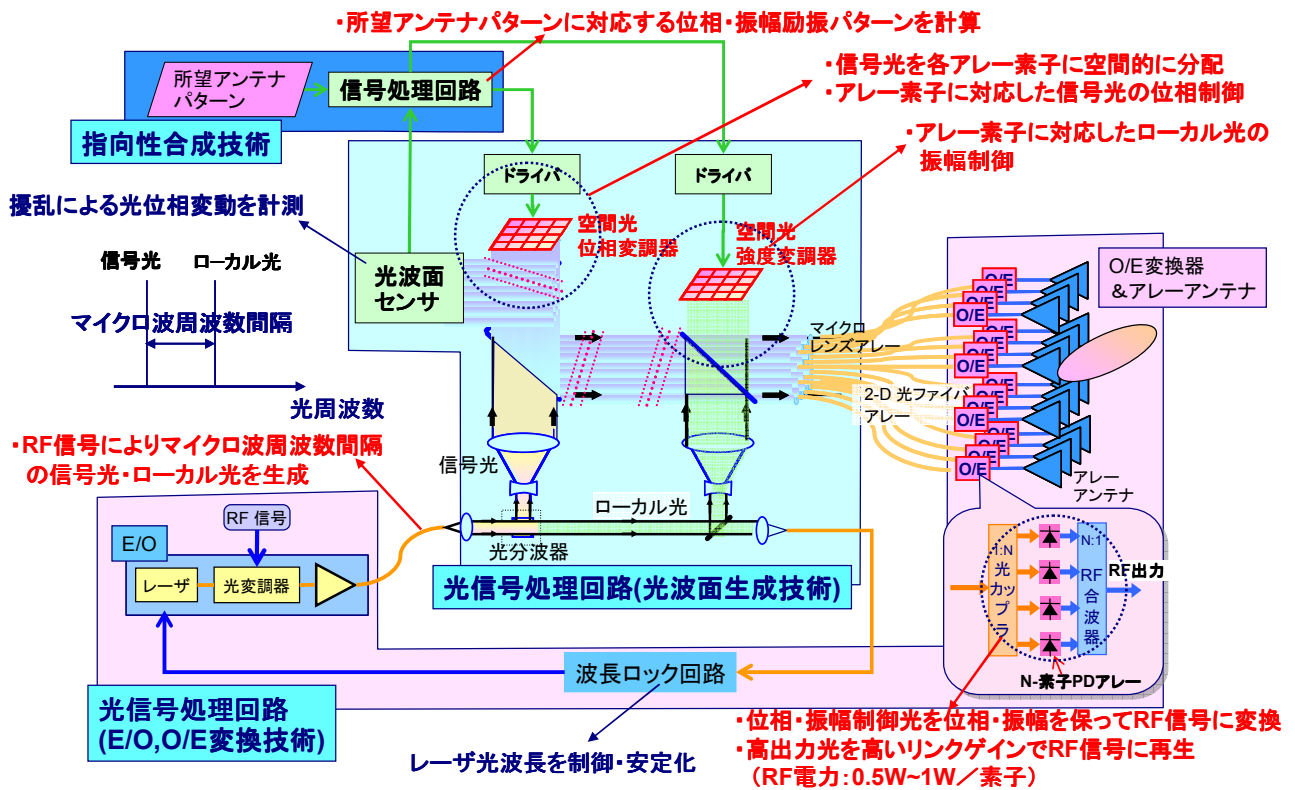 ・所望アンテナパターンに対応する位相・振幅励振パターンを計算
所望アンテナ
パターン
信号処理回路
指向性合成技術
・信号光を各アレー素子に空間的に分配
・アレー素子に対応した信号光の位相制御
・アレー素子に対応したローカル光の
振幅制御
ドライバ
ドライバ
擾乱による光位相変動を計測
空間光
位相変調器
空間光
強度変調器
光波面
センサ
信号光
ローカル光
マイクロ波周波数間隔
光周波数
O/E変換器
&アレーアンテナ
O/E
O/E
O/E
O/E
O/E
O/E
O/E
O/E
O/E
O/E
O/E
O/E
マイクロ
レンズアレー
2-D 光ファイバ
アレー
アレー
アンテナ
・RF信号によりマイクロ波周波数間隔
の信号光・ローカル光を生成
信号光
ローカル光
光分波器
RF 信号
E/O
レーザ
光変調器
光信号処理回路(光波面生成技術)
1:N
光カップラ
N:1
RF合波器
RF出力
N-素子PDアレー
波長ロック回路
光信号処理回路
(E/O,O/E変換技術)
レーザ光波長を制御・安定化
・位相・振幅制御光を位相・振幅を保ってRF信号に変換
・高出力光を高いリンクゲインでRF信号に再生
(RF電力:0.5W~1W/素子)